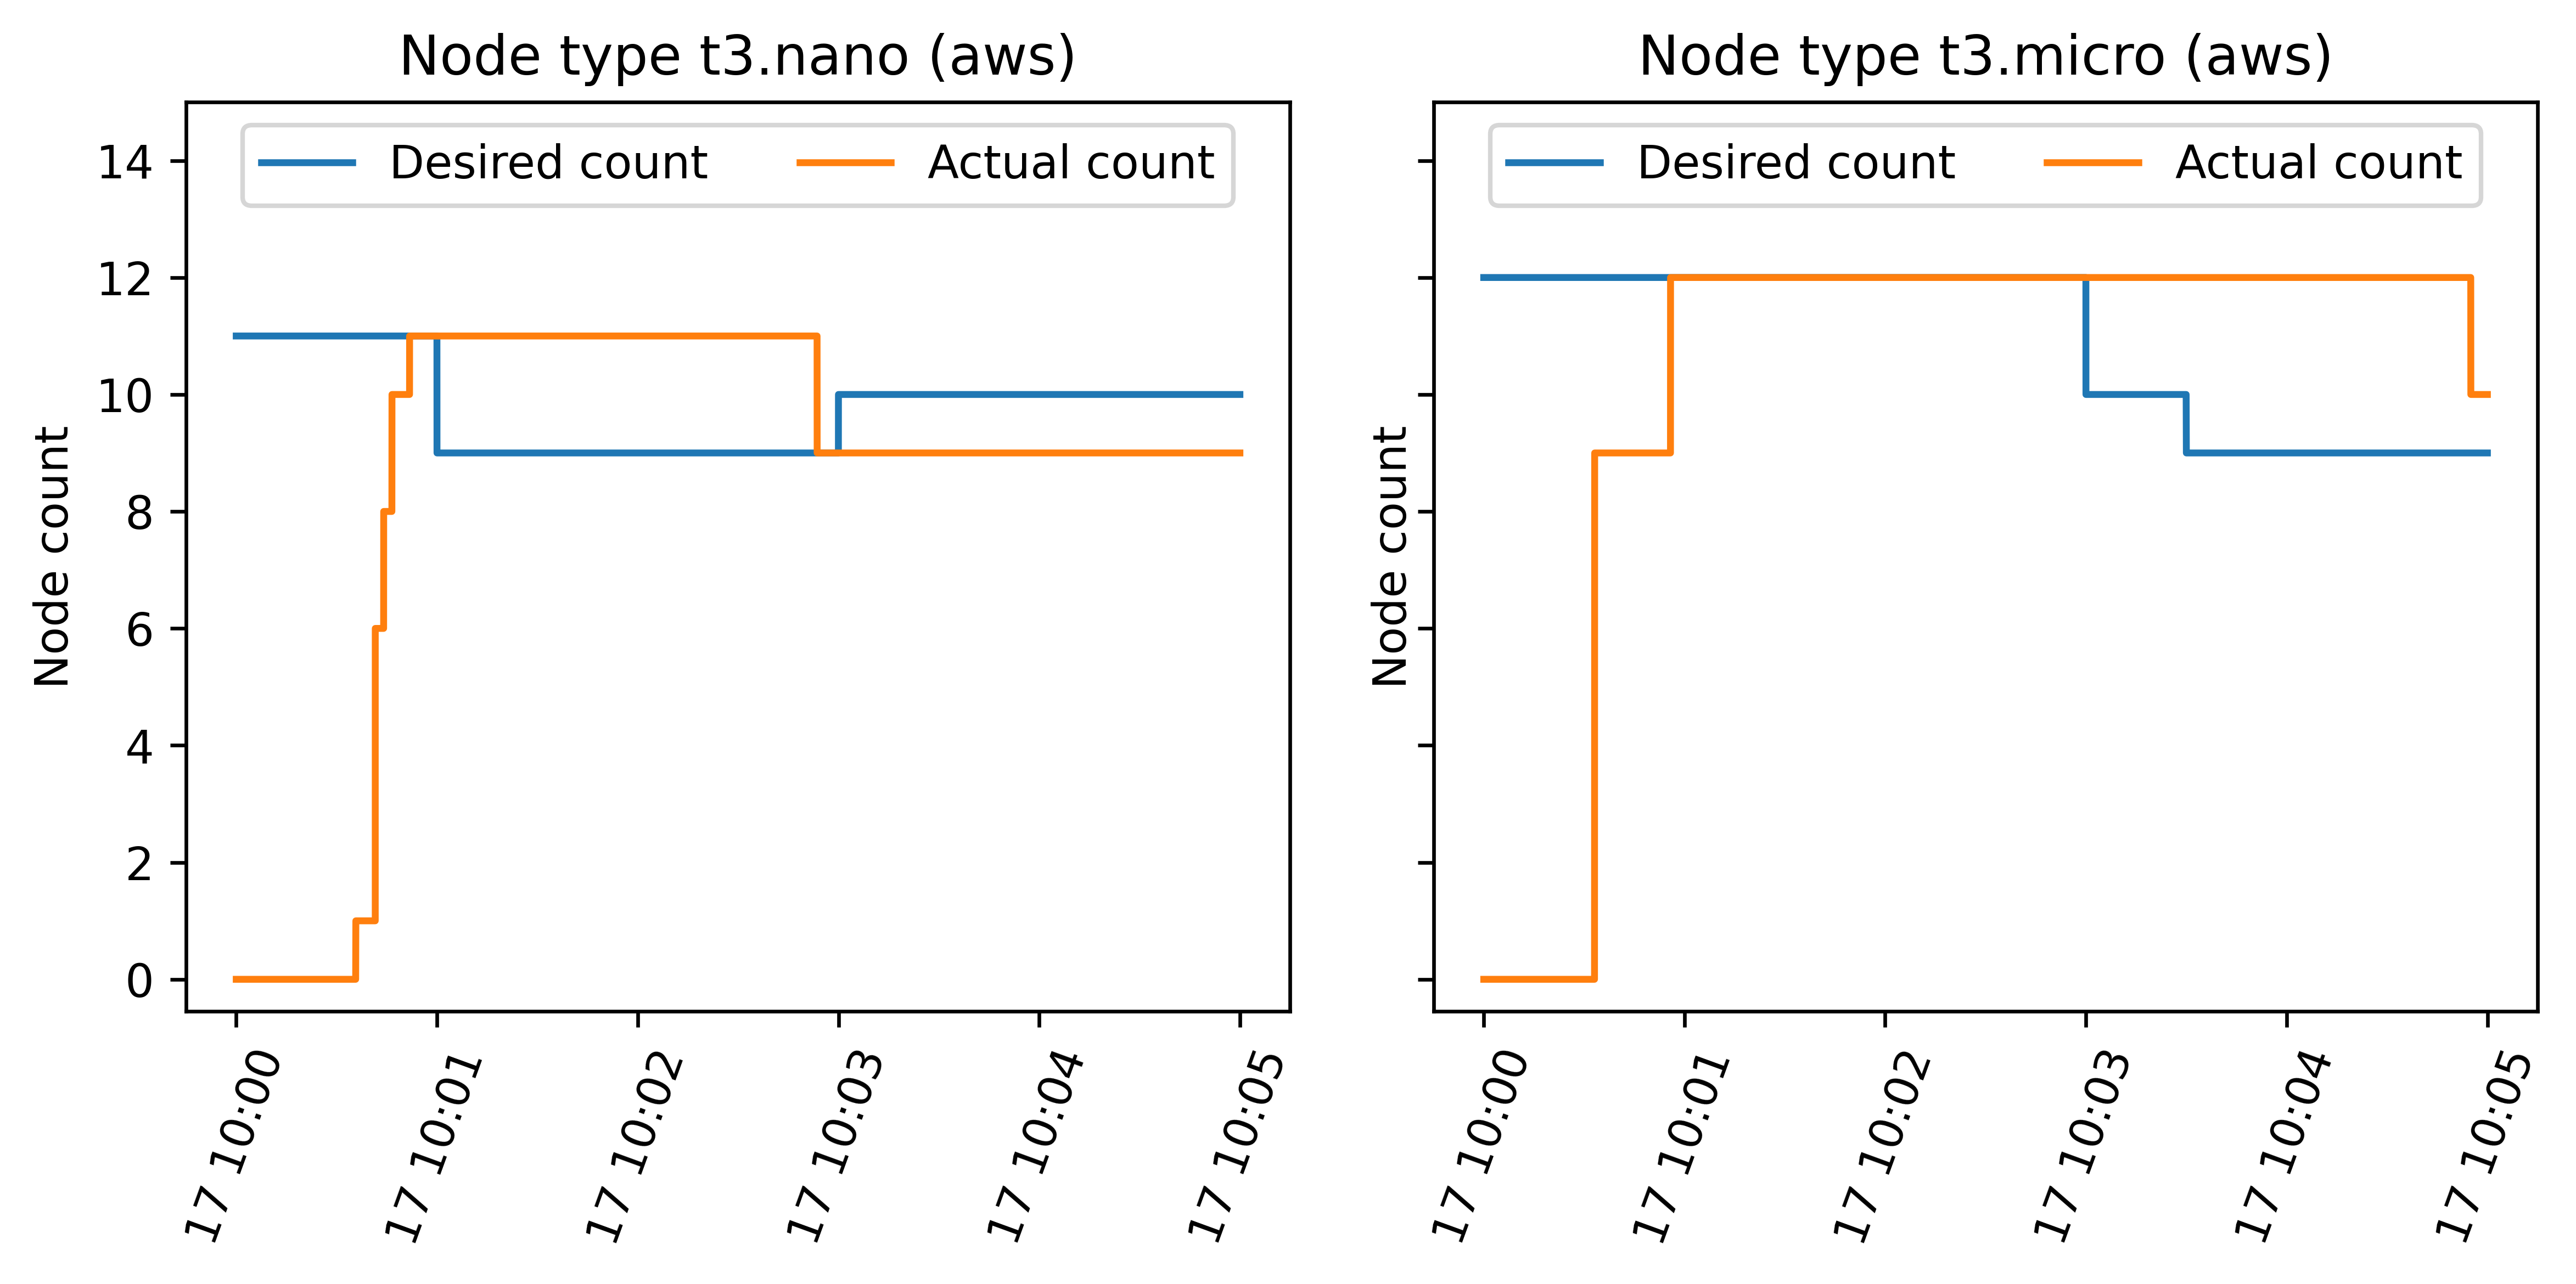 Node type t3.nano (aws)
Desired count
Actual count
Node count
14
12
10
8
6
4
2
0
17 10:00
17 10:01
17 10:02
17 10:03
17 10:04
17 10:05
Node type t3.micro (aws)
Desired count
Actual count
Node count
17 10:00
17 10:01
17 10:02
17 10:03
17 10:04
17 10:05